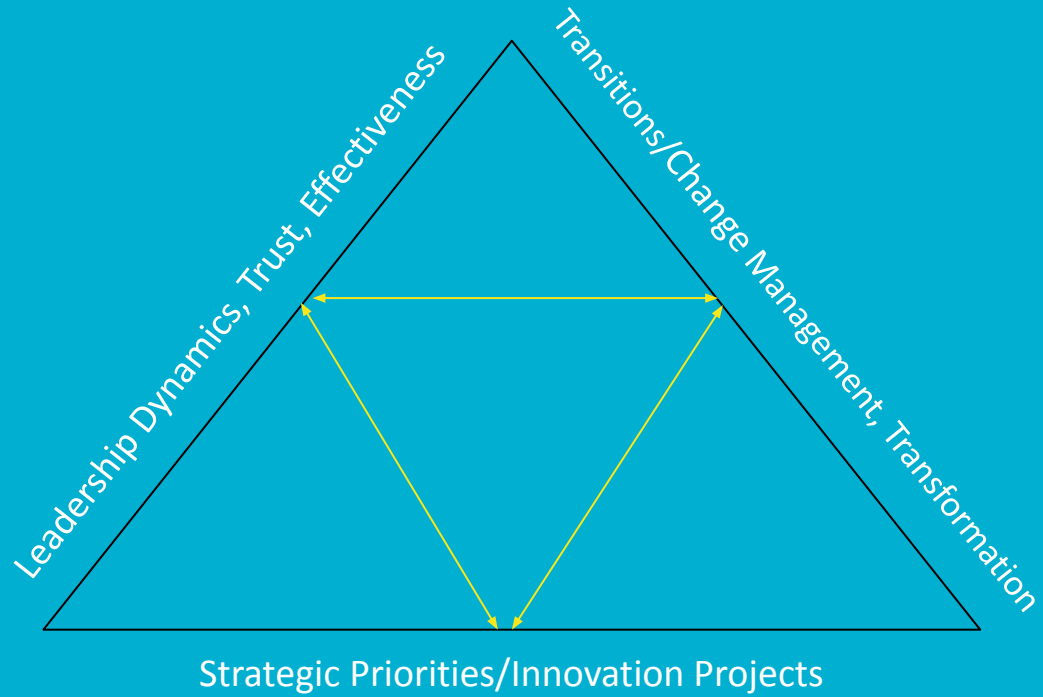 Leadership Dynamics, Trust, Effectiveness
Transitions/Change Management, Transformation
Strategic Priorities/Innovation Projects